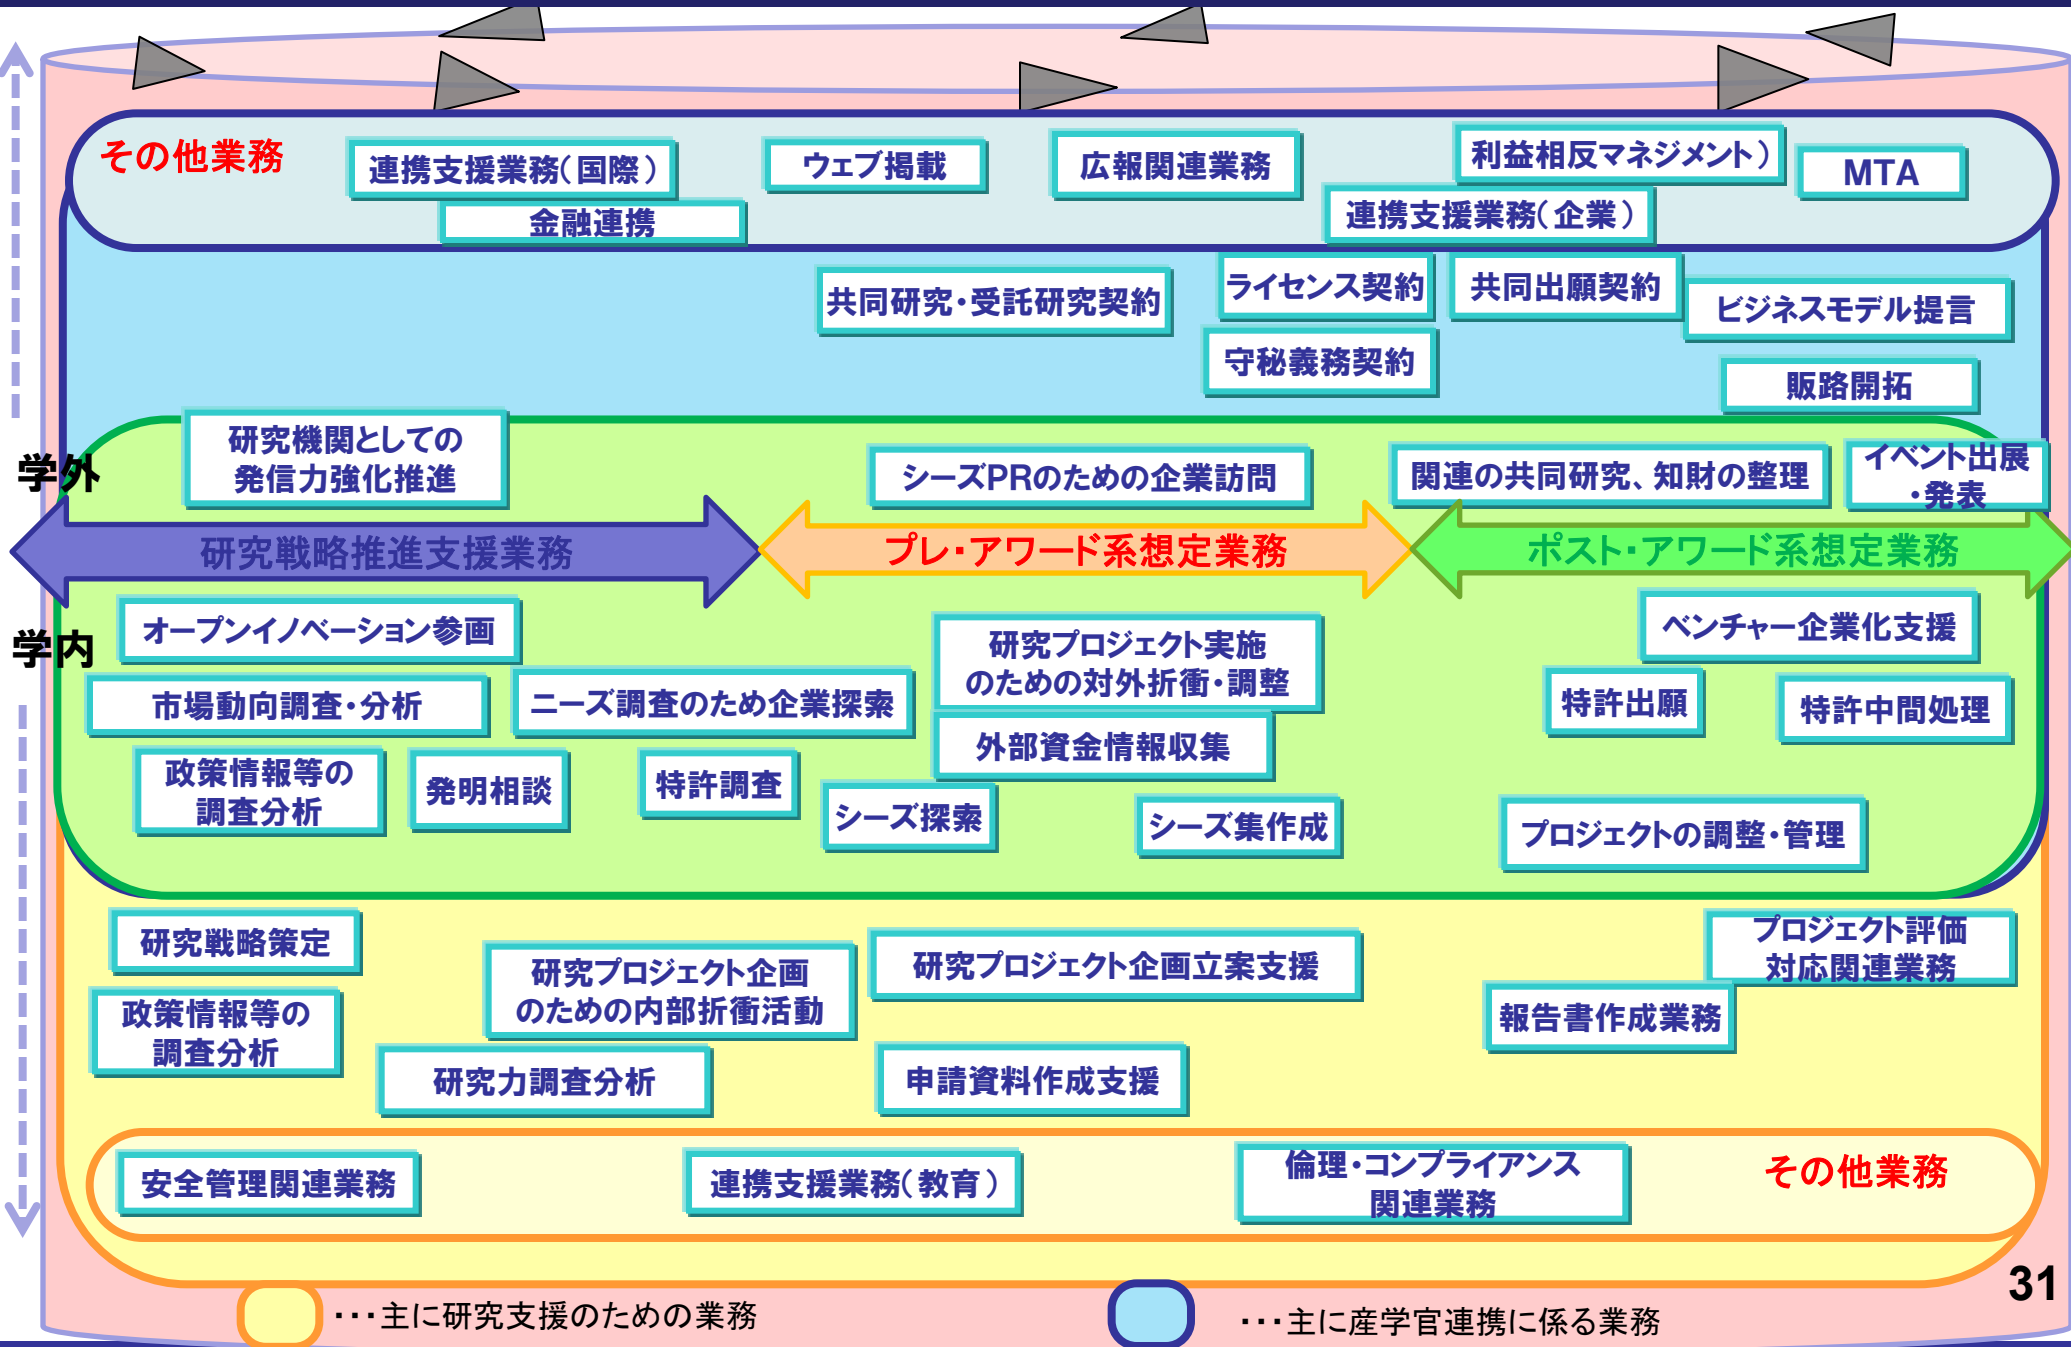 その他業務
連携支援業務(国際)
ウェブ掲載
広報関連業務
利益相反マネジメント)
MTA
金融連携
連携支援業務(企業)
共同研究・受託研究契約
ライセンス契約
共同出願契約
ビジネスモデル提言
守秘義務契約
販路開拓
研究機関としての
発信力強化推進
学外
シーズPRのための企業訪問
関連の共同研究、知財の整理
イベント出展
・発表
研究戦略推進支援業務
プレ・アワード系想定業務
ポスト・アワード系想定業務
学内
オープンイノベーション参画
研究プロジェクト実施
のための対外折衝・調整
ベンチャー企業化支援
市場動向調査・分析
ニーズ調査のため企業探索
特許出願
特許中間処理
外部資金情報収集
政策情報等の
調査分析
発明相談
特許調査
シーズ探索
シーズ集作成
プロジェクトの調整・管理
研究戦略策定
研究プロジェクト企画
のための内部折衝活動
研究プロジェクト企画立案支援
プロジェクト評価
対応関連業務
政策情報等の
調査分析
報告書作成業務
研究力調査分析
申請資料作成支援
安全管理関連業務
連携支援業務(教育)
倫理・コンプライアンス
関連業務
その他業務
31
・・・主に研究支援のための業務
・・・主に産学官連携に係る業務